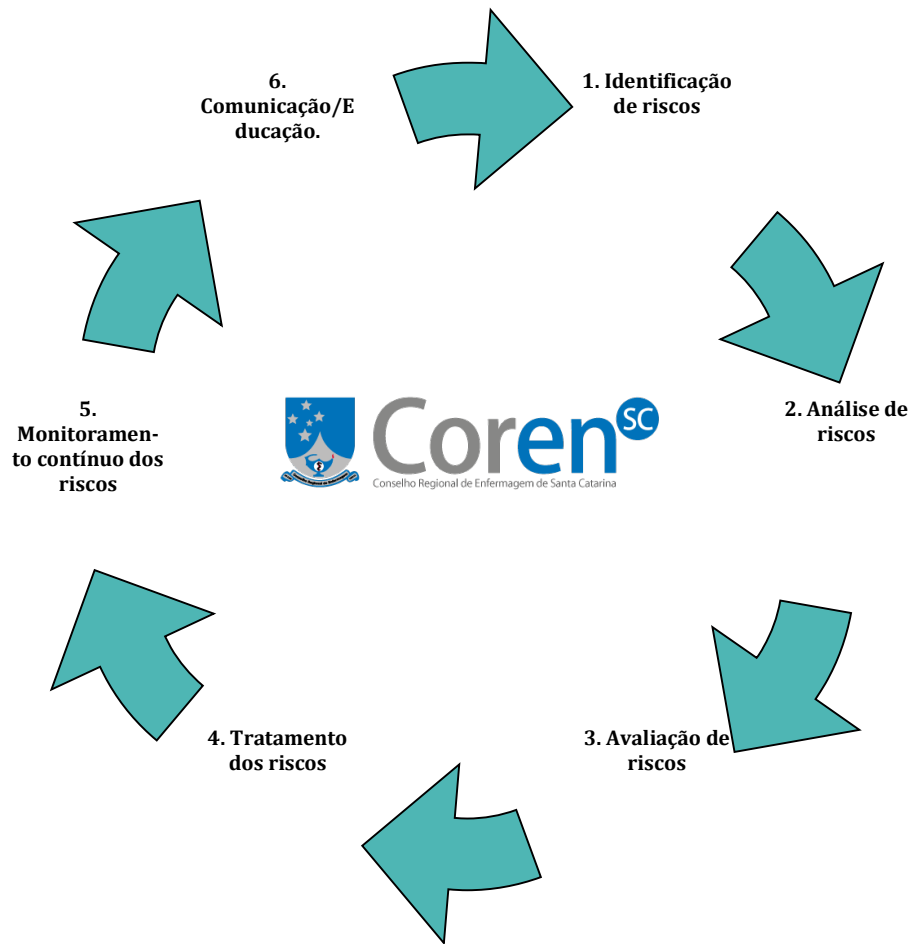 1. Identificação
de riscos
2. Análise de
riscos
3. Avaliação de
riscos
4. Tratamento
dos riscos
5.
Monitoramen-
to contínuo dos
riscos
6.
Comunicação/E
ducação.
Coren SC
Conselho Regional de Enfermagem de Santa Catarina